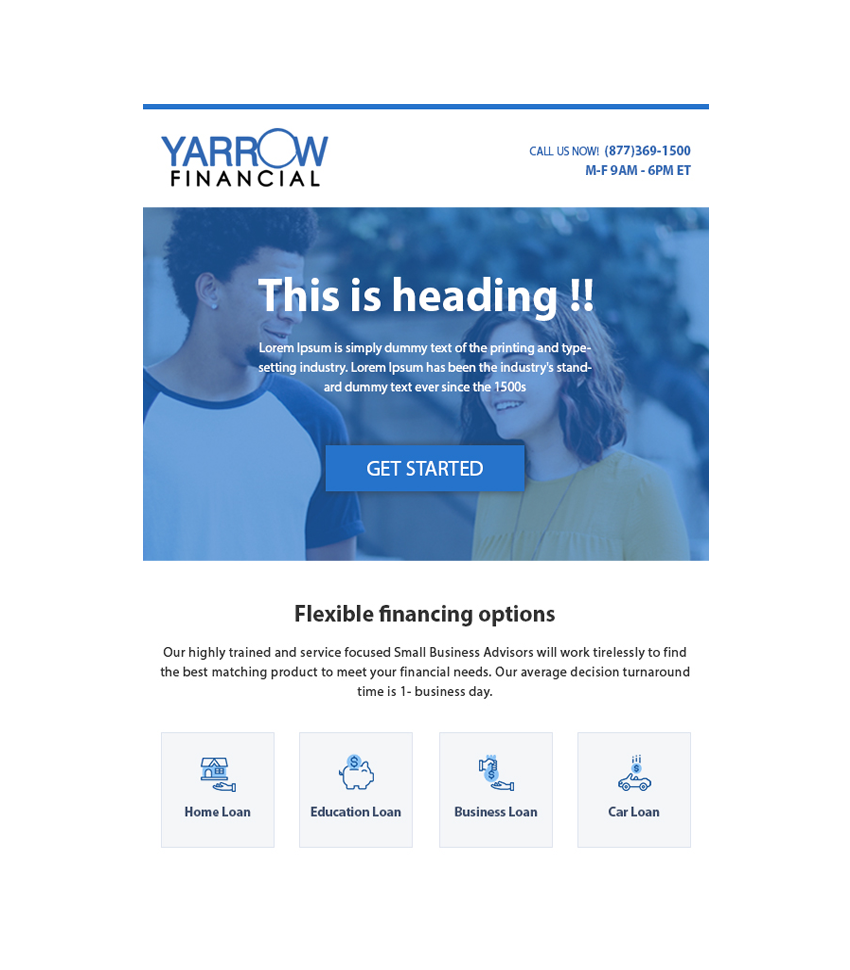 YARROW
FINANCIAL
CALL US NOW! (877)369-1500
M-F 9AM - 6PM ET
This is heading !!
Lorem Ipsum is simply dummy text of the printing and type-
setting industry. Lorem Ipsum has been the industry's stand-
ard dummy text ever since the 1500s
GET STARTED
Flexible financing options
Our highly trained and service focused Small Business Advisors will work tirelessly to find
the best matching product to meet your financial needs. Our average decision turnaround
time is 1- business day.
Home Loan
Education Loan
Business Loan
Car Loan